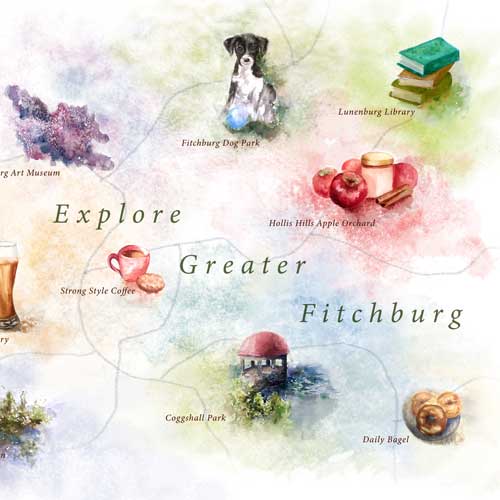 Lunenburg Library
Fitchburg Dog Park
rg Art Museum
Explore
Hollis Hills Apple Orchard
Greater
Strong Style Coffee
Fitchburg
ry
Coggshall Park
Daily Bagel
n